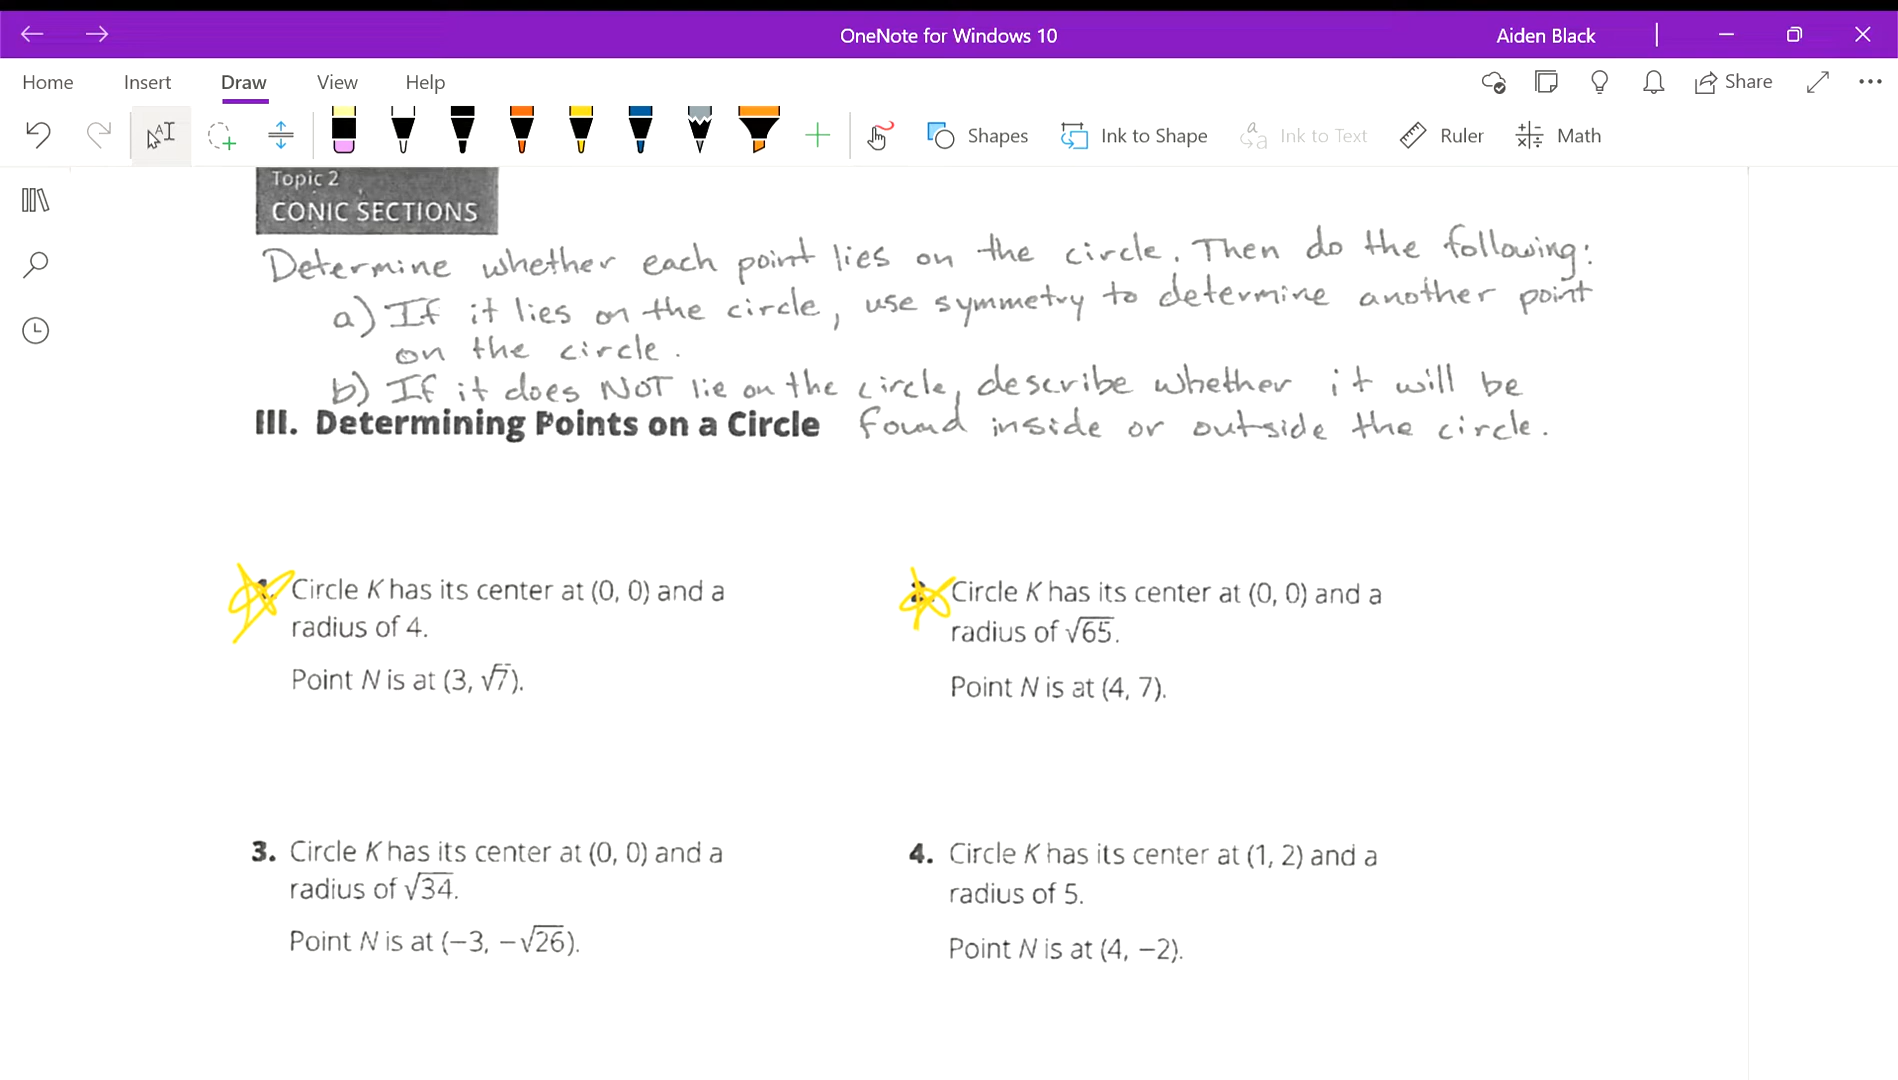 OneNote for Windows 10
Aiden Black
Home Insert Draw View Help
Share
Shapes Ink to Shape Ink to Text Ruler Math
Topic 2
CONIC SECTIONS
Determine whether each point lies on the circle. Then do the following:
a) If it lies on the circle, use symmetry to determine another point
on the circle.
b) If it does NOT lie on the circle, describe whether it will be
III. Determining Points on a Circle found inside or outside the circle.
1. Circle K has its center at (0, 0) and a
radius of 4.
Point N is at (3, √7).
2. Circle K has its center at (0, 0) and a
radius of √65.
Point N is at (4, 7).
3. Circle K has its center at (0, 0) and a
radius of √34.
Point N is at (−3, −√26).
4. Circle K has its center at (1, 2) and a
radius of 5.
Point N is at (4, −2).